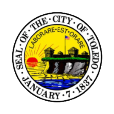 SEAL OF THE CITY OF TOLEDO
LABORARE EST ORARE
JANUARY 7, 1837